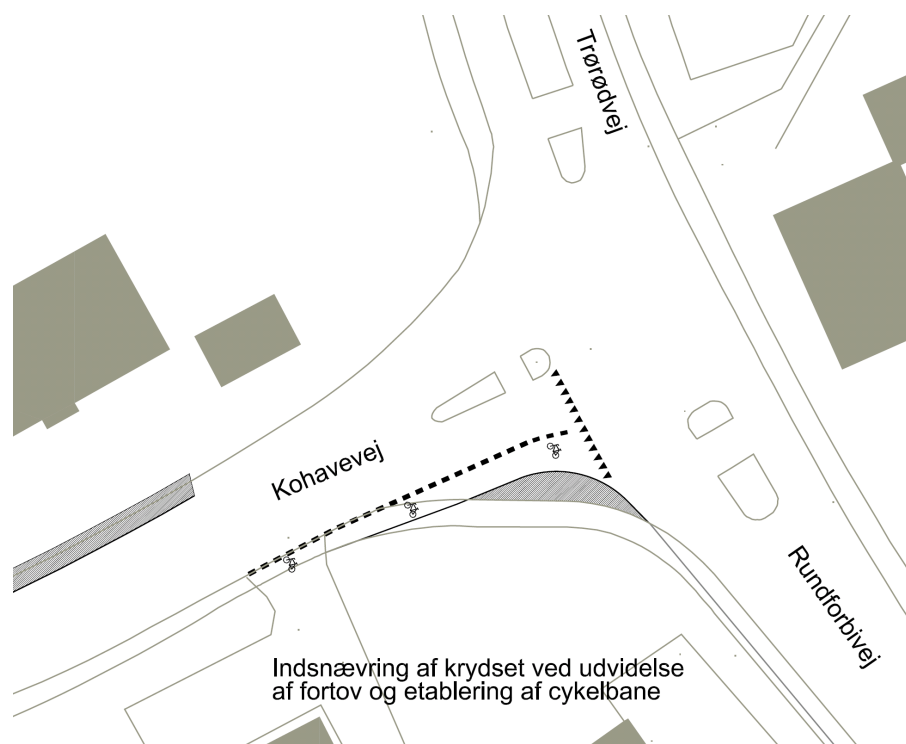 Trørødvej
Kohavevej
Rundforbivej
Indsnævring af krydset ved udvidelse
af fortov og etablering af cykelbane